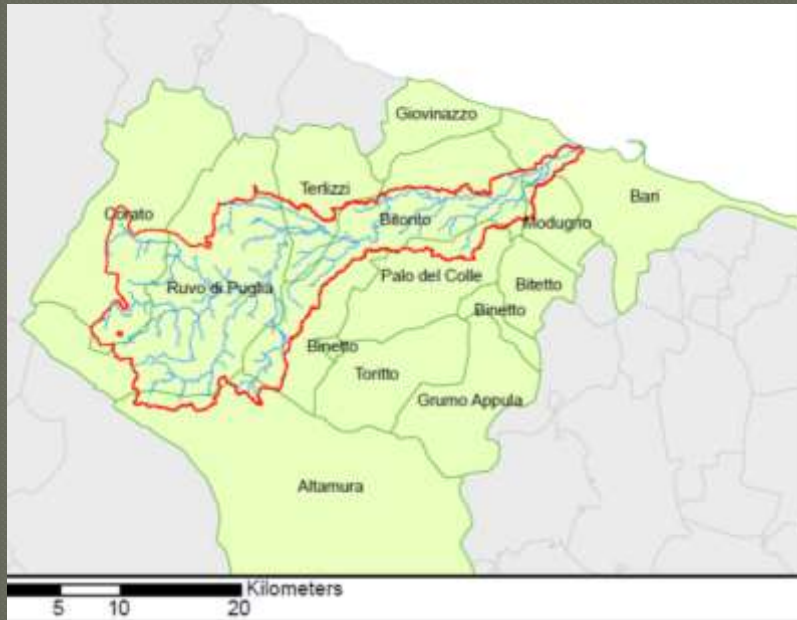 Giovinazzo
Terlizzi
Bari
Corato
Bitonto
Modugno
Palo del Colle
Bitetto
Ruvo di Puglia
Binetto
Binetto
Toritto
Grumo Appula
Altamura
Kilometers
5 10 20